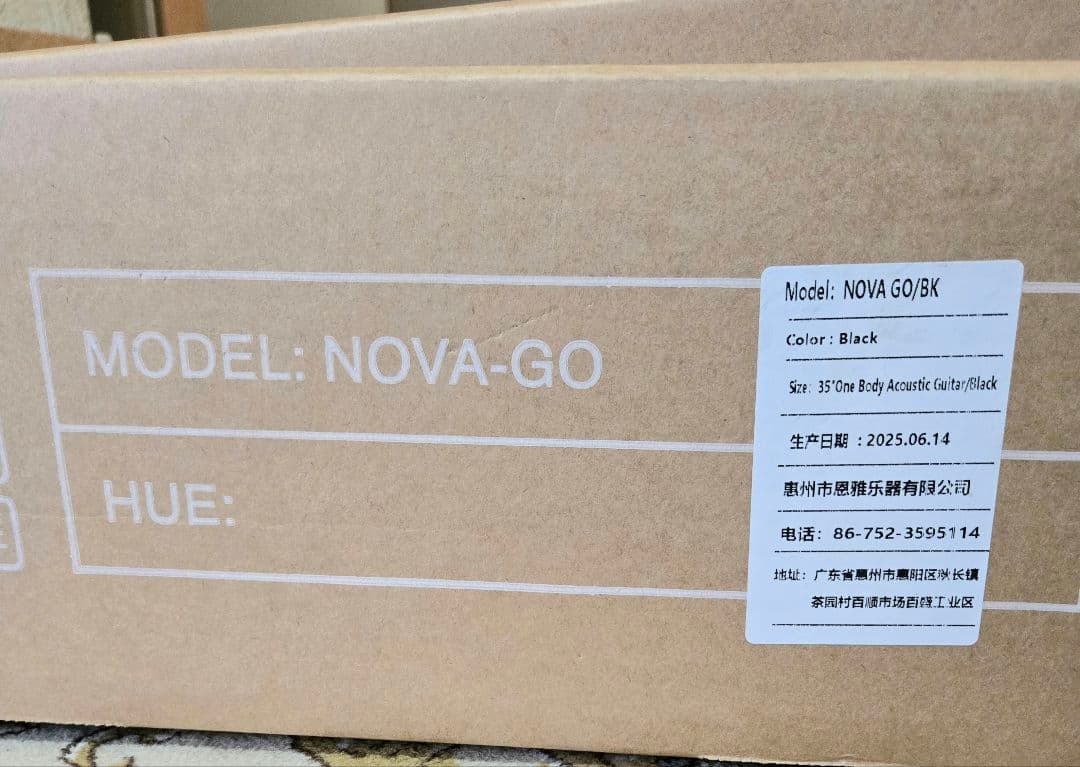 MODEL: NOVA-GO
HUE:
Model: NOVA GO/BK
Color : Black
Size: 35"One Body Acoustic Guitar/Black
生产日期 : 2025.06.14
惠州市恩雅乐器有限公司
电话: 86-752-3595114
地址: 广东省惠州市惠阳区秋长镇
茶园村百顺市场百盛工业区